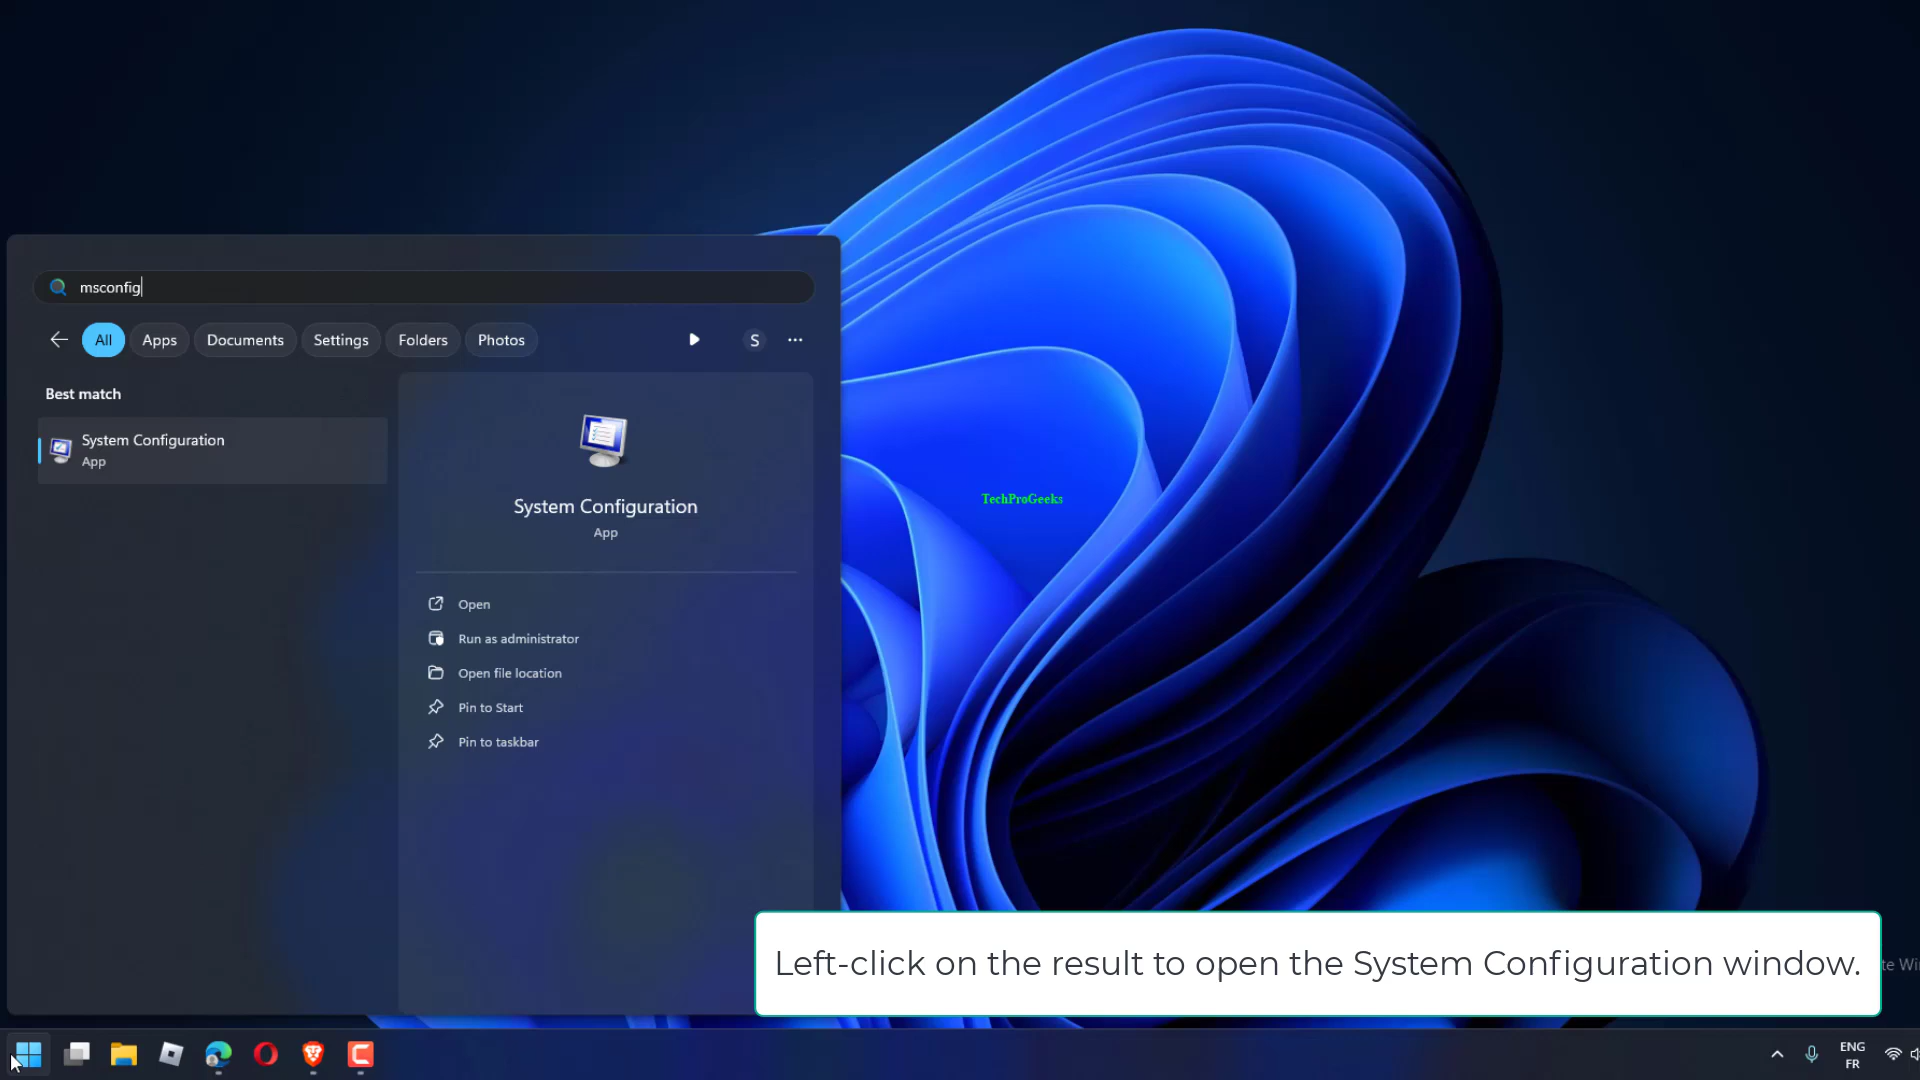 msconfig
All
Apps
Documents
Settings
Folders
Photos
S
Best match
System Configuration
App
System Configuration
App
Open
Run as administrator
Open file location
Pin to Start
Pin to taskbar
TechProGeeks
Left-click on the result to open the System Configuration window.
ENG
FR